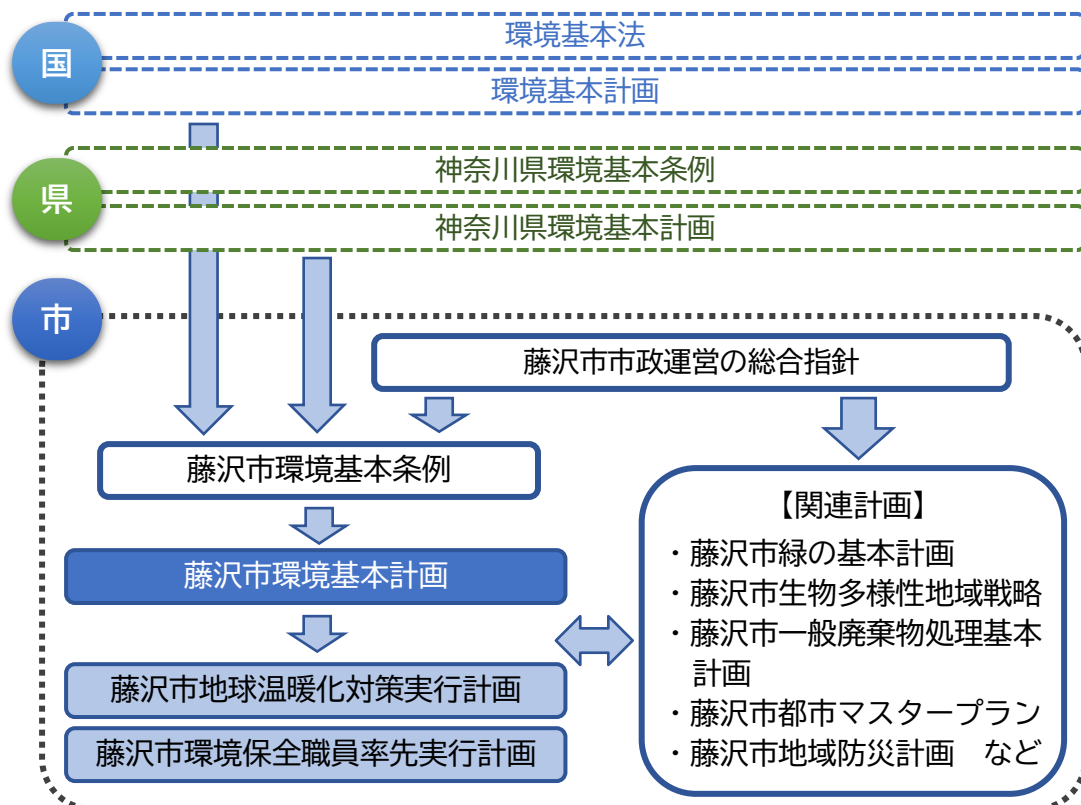 国
環境基本法
環境基本計画
県
神奈川県環境基本条例
神奈川県環境基本計画
市
藤沢市市政運営の総合指針
藤沢市環境基本条例
藤沢市環境基本計画
藤沢市地球温暖化対策実行計画
藤沢市環境保全職員率先実行計画
【関連計画】
・藤沢市緑の基本計画
・藤沢市生物多様性地域戦略
・藤沢市一般廃棄物処理基本
計画
・藤沢市都市マスタープラン
・藤沢市地域防災計画　など